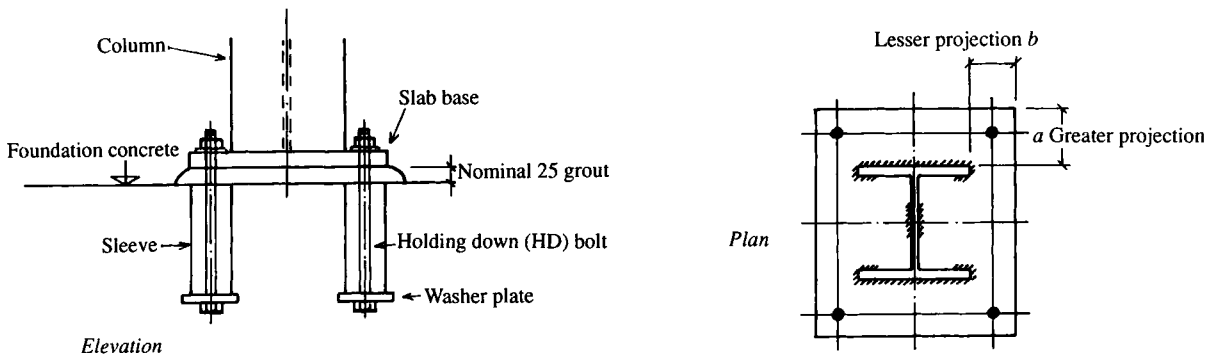 Column
Slab base
Foundation concrete
Nominal 25 grout
Sleeve
Holding down (HD) bolt
Washer plate
Elevation
Lesser projection b
a Greater projection
Plan